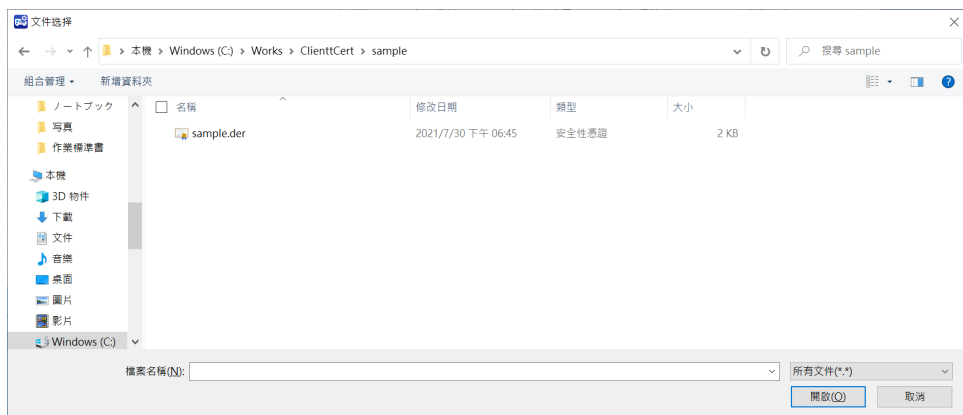 文件选择
本機 > Windows (C:) > Works > ClienttCert > sample
搜尋 sample
組合管理
新增資料夾
ノートブック
写真
作業標準書
本機
3D 物件
下載
文件
音樂
桌面
圖片
影片
Windows (C:)
名稱 修改日期 類型 大小
sample.der 2021/7/30 下午 06:45 安全性憑證 2 KB
檔案名稱(N):
所有文件(*.*)
開啟(O) 取消